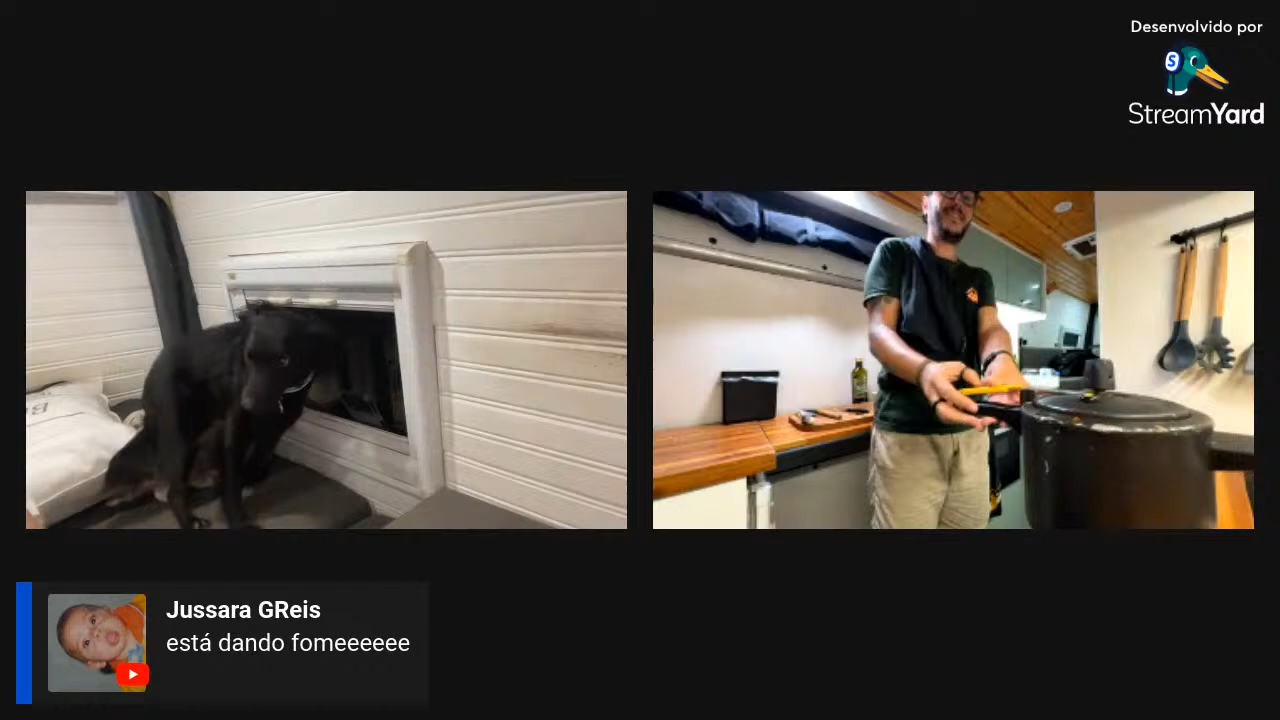 Desenvolvido por
StreamYard
Jussara GReis
está dando fomeeeeee